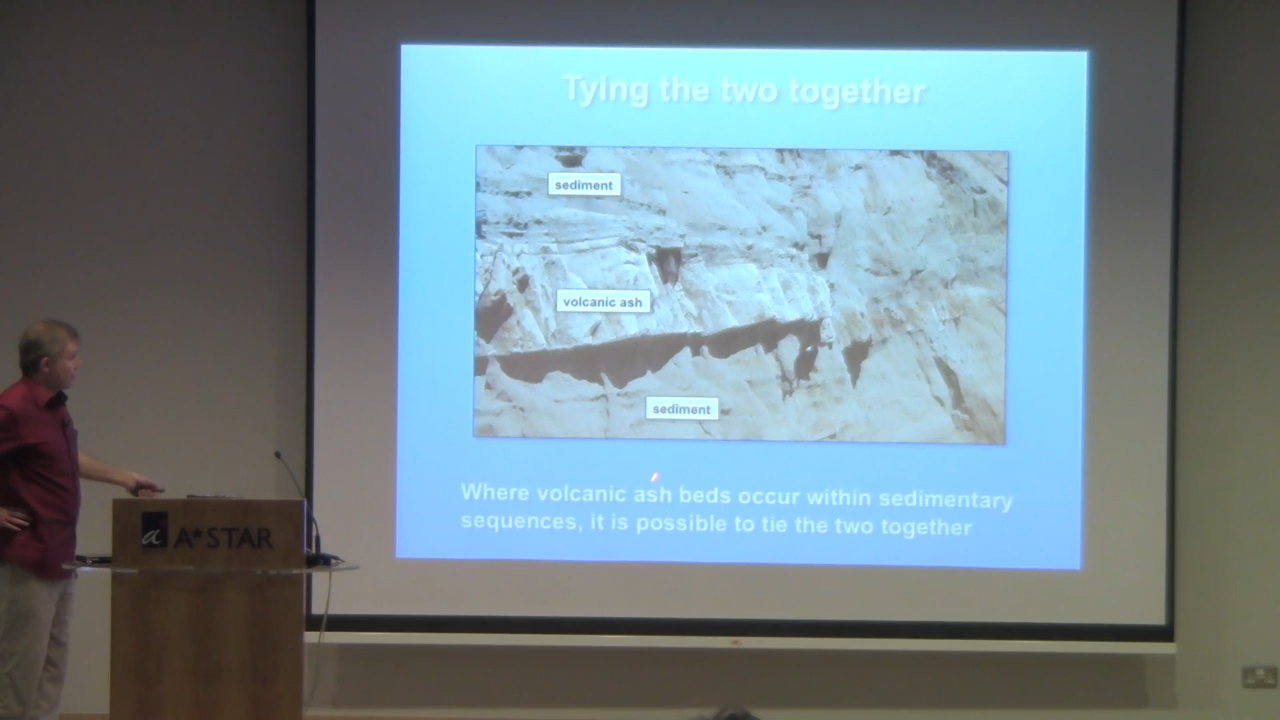 Tying the two together
sediment
volcanic ash
sediment
Where volcanic ash beds occur within sedimentary
sequences, it is possible to tie the two together
a A*STAR